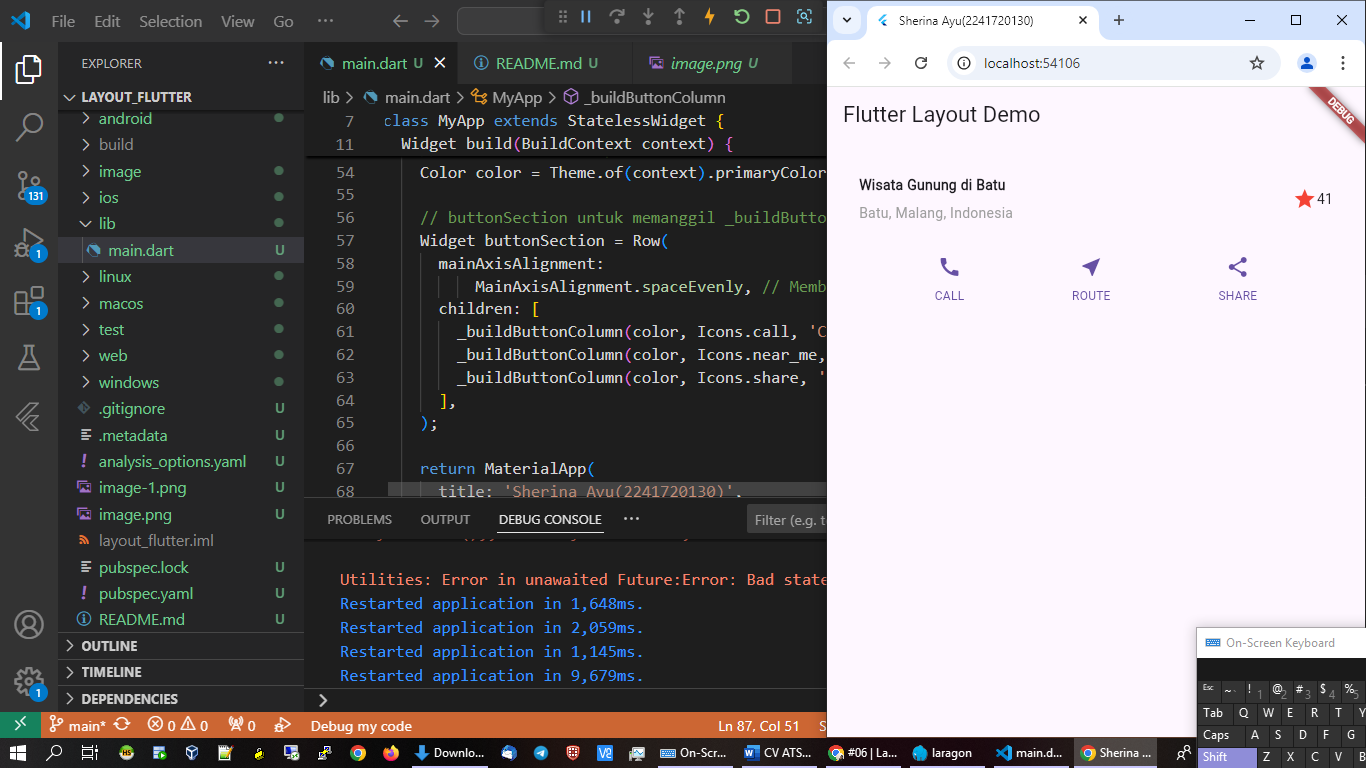 File Edit Selection View Go ···
EXPLORER ···
LAYOUT_FLUTTER
android
build
image
ios
lib
main.dart U
linux
macos
test
web
windows
.gitignore U
.metadata U
analysis_options.yaml U
image-1.png U
image.png U
layout_flutter.iml
pubspec.lock U
pubspec.yaml U
README.md U
OUTLINE
TIMELINE
DEPENDENCIES
131
1
1
1
main.dart U README.md U image.png U
lib > main.dart > MyApp > _buildButtonColumn
7 class MyApp extends StatelessWidget {
11 Widget build(BuildContext context) {
54 Color color = Theme.of(context).primaryColor
55
56 // buttonSection untuk memanggil _buildButto
57 Widget buttonSection = Row(
58 mainAxisAlignment:
59 MainAxisAlignment.spaceEvenly, // Memb
60 children: [
61 _buildButtonColumn(color, Icons.call, 'C
62 _buildButtonColumn(color, Icons.near_me,
63 _buildButtonColumn(color, Icons.share, '
64 ],
65 );
66
67 return MaterialApp(
68 title: 'Sherina Ayu(2241720130)',
PROBLEMS OUTPUT DEBUG CONSOLE ··· Filter (e.g. t
Utilities: Error in unawaited Future:Error: Bad state
Restarted application in 1,648ms.
Restarted application in 2,059ms.
Restarted application in 1,145ms.
Restarted application in 9,679ms.
main* 0 0 0 Debug my code Ln 87, Col 51 S
Sherina Ayu(2241720130)
localhost:54106
Flutter Layout Demo
DEBUG
Wisata Gunung di Batu
Batu, Malang, Indonesia
41
CALL ROUTE SHARE
On-Screen Keyboard
Esc ~ ` ! 1 @ 2 # 3 $ 4 % 5
Tab Q W E R T Y
Caps A S D F G
Shift Z X C V B
Downlo... On-Scr... CV ATS... #06 | La... laragon main.d... Sherina ...